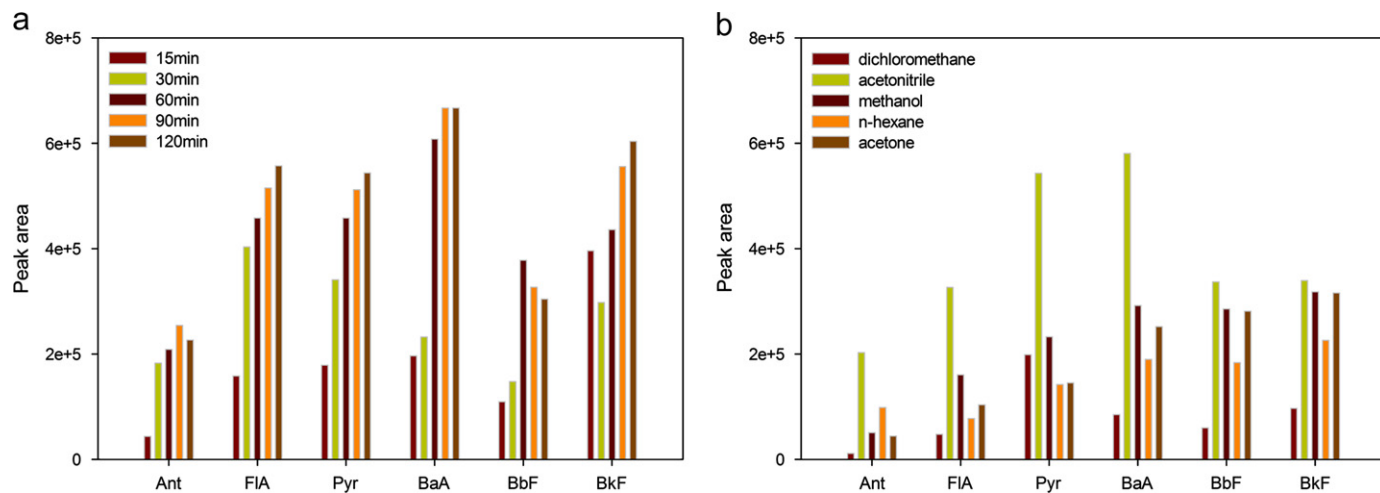 a
8e+5
6e+5
4e+5
2e+5
0
Peak area
15min
30min
60min
90min
120min
Ant FlA Pyr BaA BbF BkF
b
8e+5
6e+5
4e+5
2e+5
0
Peak area
dichloromethane
acetonitrile
methanol
n-hexane
acetone
Ant FlA Pyr BaA BbF BkF